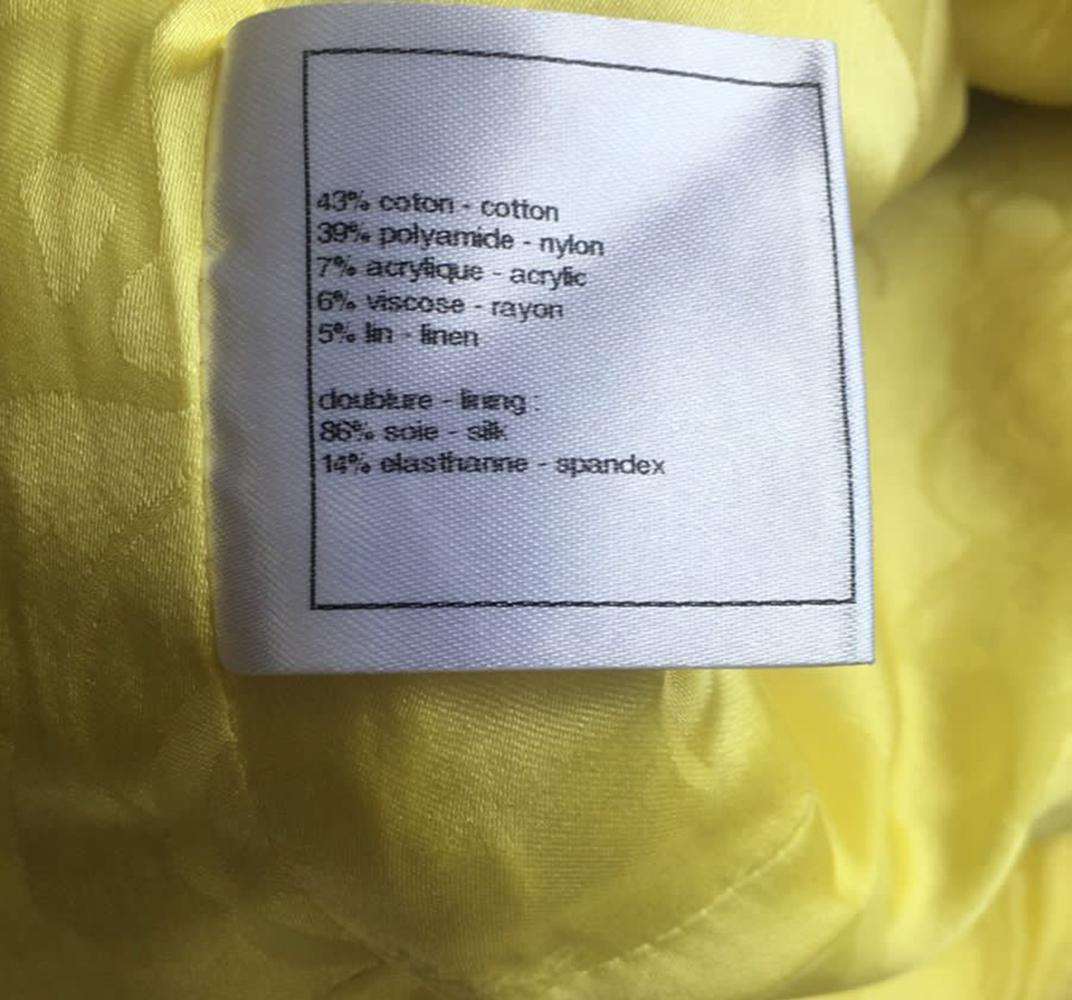 43% coton - cotton
39% polyamide - nylon
7% acrylique - acrylic
6% viscose - rayon
5% lin - linen
doublure - lining :
86% soie - silk
14% elasthanne - spandex